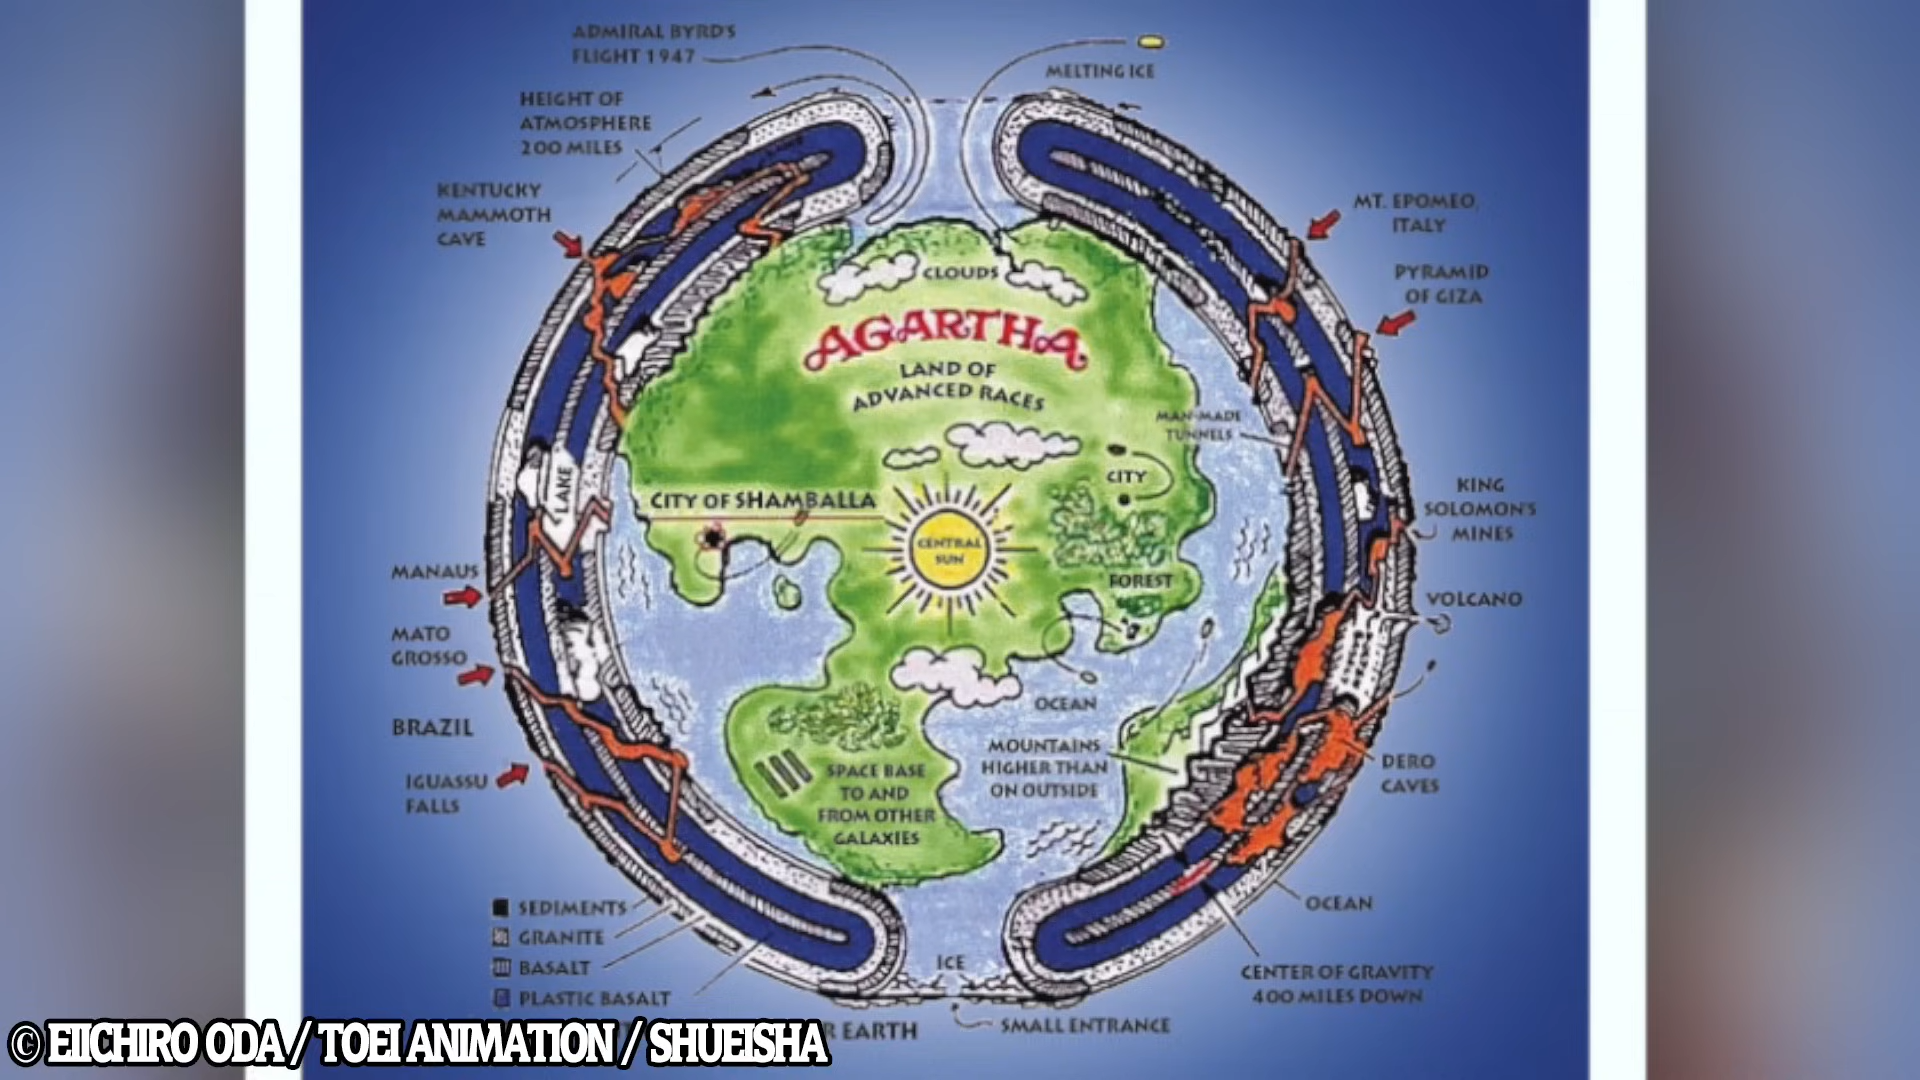 ADMIRAL BYRD'S
FLIGHT 1947
MELTING ICE
HEIGHT OF
ATMOSPHERE
200 MILES
KENTUCKY
MAMMOTH
CAVE
MT. EPOMEO,
ITALY
PYRAMID
OF GIZA
CLOUDS
AGARTHA
LAND OF
ADVANCED RACES
MAN-MADE
TUNNELS
CITY
LAKE
CITY OF SHAMBALLA
KING
SOLOMON'S
MINES
CENTRAL
SUN
FOREST
MANAUS
VOLCANO
MATO
GROSSO
OCEAN
BRAZIL
MOUNTAINS
HIGHER THAN
ON OUTSIDE
SPACE BASE
TO AND
FROM OTHER
GALAXIES
DERO
CAVES
IGUASSU
FALLS
SEDIMENTS
GRANITE
BASALT
PLASTIC BASALT
OCEAN
ICE
CENTER OF GRAVITY
400 MILES DOWN
SMALL ENTRANCE
EARTH
© EIICHIRO ODA / TOEI ANIMATION / SHUEISHA